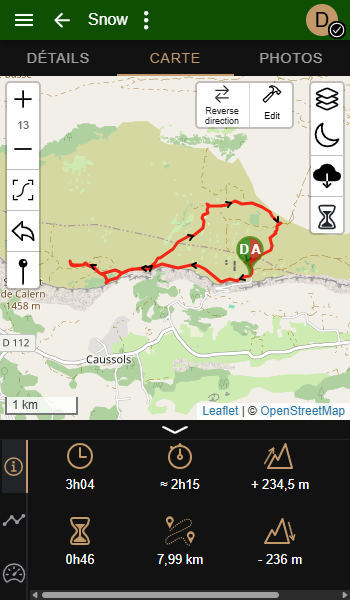 Snow
D
DÉTAILS
CARTE
PHOTOS
13
Reverse
direction
Edit
D A
de Calern
1458 m
D 112
Caussols
1 km
Leaflet | © OpenStreetMap
3h04
≈ 2h15
+ 234,5 m
0h46
7,99 km
- 236 m